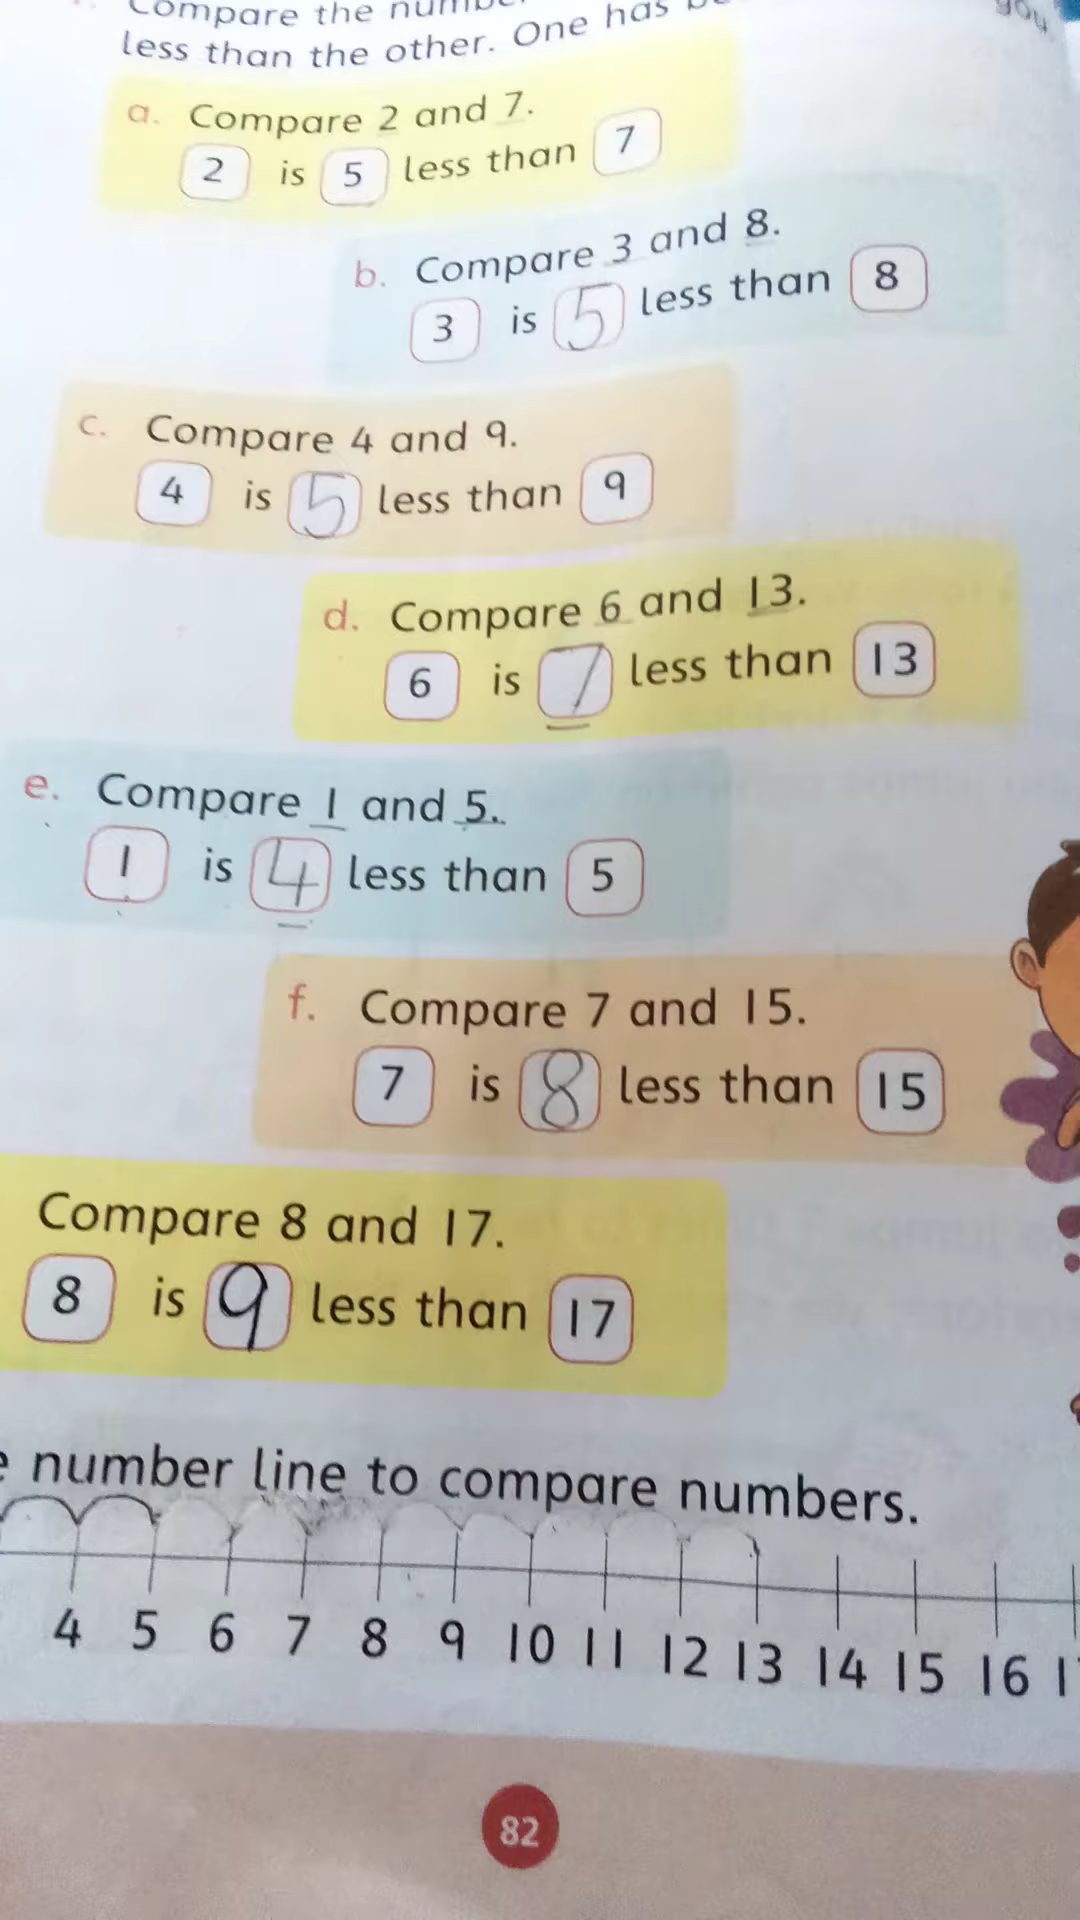 Compare the
less than the other. One has
a. Compare 2 and 7.
2 is 5 less than 7
b. Compare 3 and 8.
3 is 5 less than 8
c. Compare 4 and 9.
4 is 5 less than 9
d. Compare 6 and 13.
6 is 7 less than 13
e. Compare 1 and 5.
1 is 4 less than 5
f. Compare 7 and 15.
7 is 8 less than 15
Compare 8 and 17.
8 is 9 less than 17
number line to compare numbers.
4 5 6 7 8 9 10 11 12 13 14 15 16
82